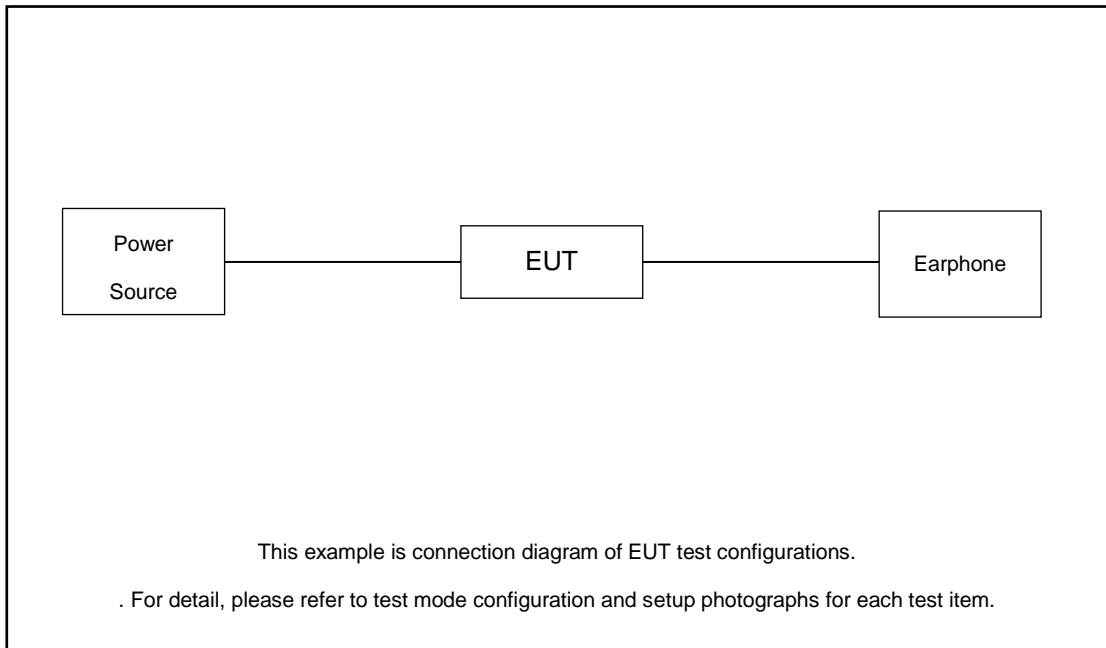 Power
Source
EUT
Earphone
This example is connection diagram of EUT test configurations.
. For detail, please refer to test mode configuration and setup photographs for each test item.